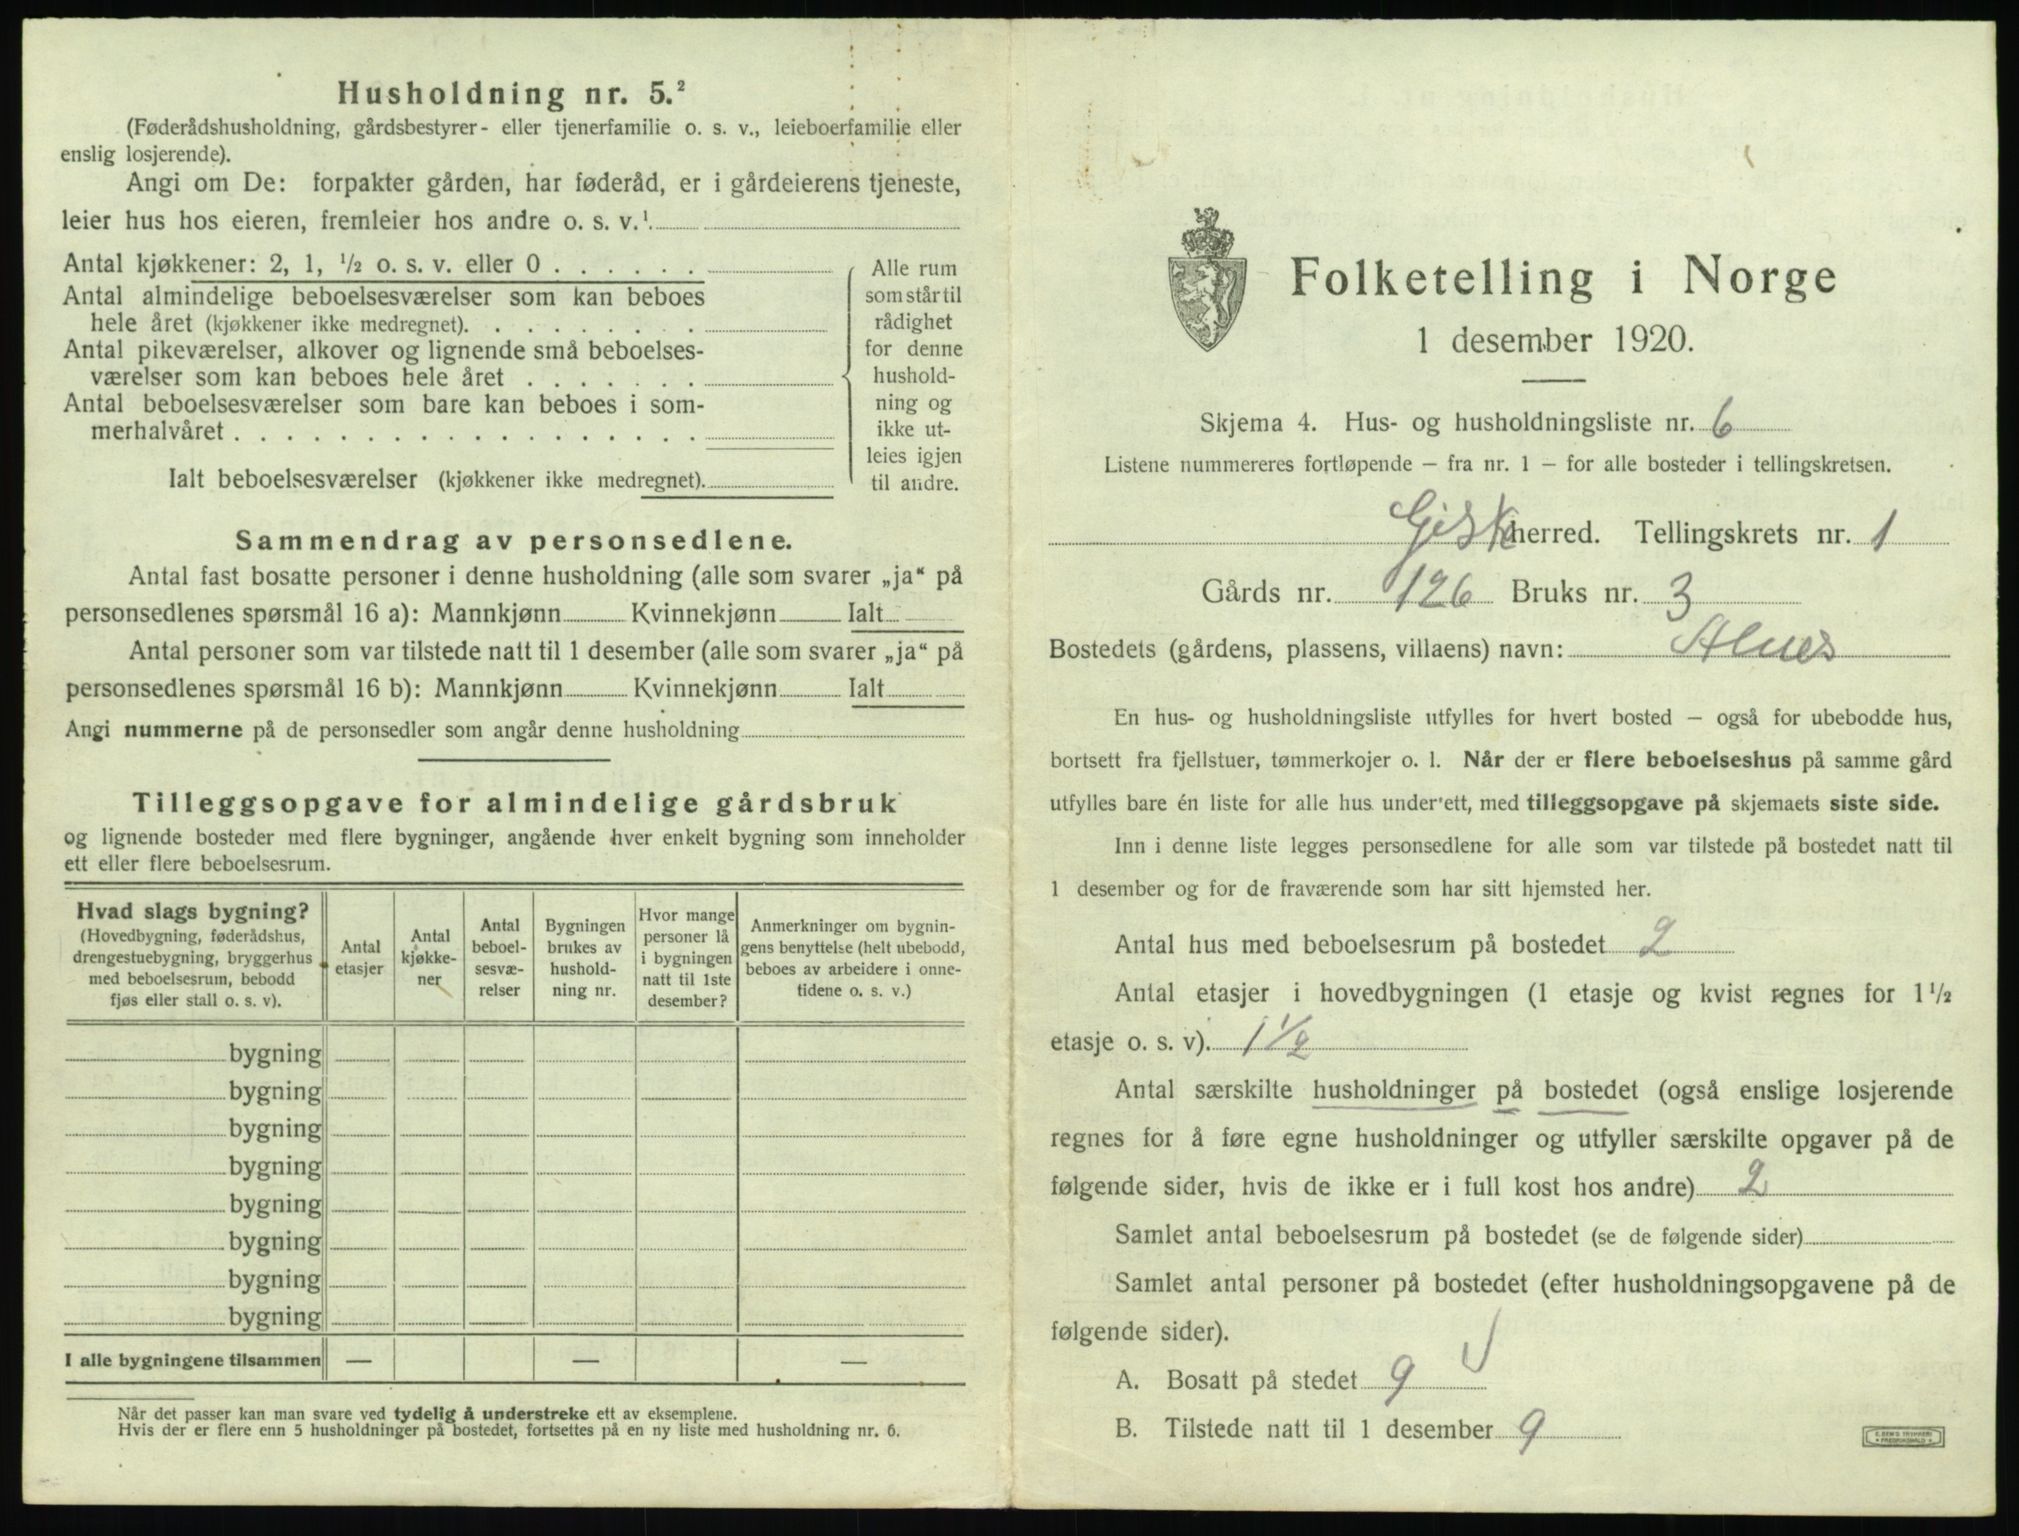 Husholdning nr. 5.²
(Føderådshusholdning, gårdsbestyrer- eller tjenerfamilie o. s. v., leieboerfamilie eller
enslig losjerende).
Angi om De: forpakter gården, har føderåd, er i gårdeierens tjeneste,
leier hus hos eieren, fremleier hos andre o. s. v.¹
Antal kjøkkener: 2, 1, ½ o. s. v. eller 0 . . . . . .
Antal almindelige beboelsesværelser som kan beboes
hele året (kjøkkener ikke medregnet). . . . . . . . .
Antal pikeværelser, alkover og lignende små beboelses-
værelser som kan beboes hele året . . . . . . .
Antal beboelsesværelser som bare kan beboes i som-
merhalvåret . . . . . . . . . . . . . . . . . .
Ialt beboelsesværelser (kjøkkener ikke medregnet).
Alle rum
som står til
rådighet
for denne
hushold-
ning og
ikke ut-
leies igjen
til andre.
Sammendrag av personsedlene.
Antal fast bosatte personer i denne husholdning (alle som svarer „ja“ på
personsedlenes spørsmål 16 a): Mannkjønn Kvinnekjønn Ialt
Antal personer som var tilstede natt til 1 desember (alle som svarer „ja“ på
personsedlenes spørsmål 16 b): Mannkjønn Kvinnekjønn Ialt
Angi nummerne på de personsedler som angår denne husholdning
Tilleggsopgave for almindelige gårdsbruk
og lignende bosteder med flere bygninger, angående hver enkelt bygning som inneholder
ett eller flere beboelsesrum.
Hvad slags bygning?
(Hovedbygning, føderådshus,
drengestuebygning, bryggerhus
med beboelsesrum, bebodd
fjøs eller stall o. s. v).
Antal
etasjer
Antal
kjøkke-
ner
Antal
beboel-
sesvæ-
relser
Bygningen
brukes av
hushold-
ning nr.
Hvor mange
personer lå
i bygningen
natt til 1ste
desember?
Anmerkninger om bygnin-
gens benyttelse (helt ubebodd,
beboes av arbeidere i onne-
tidene o. s. v.)
bygning
bygning
bygning
bygning
bygning
bygning
bygning
bygning
I alle bygningene tilsammen — — —
Når det passer kan man svare ved tydelig å understreke ett av eksemplene.
Hvis der er flere enn 5 husholdninger på bostedet, fortsettes på en ny liste med husholdning nr. 6.
Folketelling i Norge
1 desember 1920.
Skjema 4. Hus- og husholdningsliste nr. 6
Listene nummereres fortløpende – fra nr. 1 – for alle bosteder i tellingskretsen.
Giske herred. Tellingskrets nr. 1
Gårds nr. 126 Bruks nr. 3
Bostedets (gårdens, plassens, villaens) navn: Alnes
En hus- og husholdningsliste utfylles for hvert bosted – også for ubebodde hus,
bortsett fra fjellstuer, tømmerkojer o. l. Når der er flere beboelseshus på samme gård
utfylles bare én liste for alle hus under'ett, med tilleggsopgave på skjemaets siste side.
Inn i denne liste legges personsedlene for alle som var tilstede på bostedet natt til
1 desember og for de fraværende som har sitt hjemsted her.
Antal hus med beboelsesrum på bostedet 2
Antal etasjer i hovedbygningen (1 etasje og kvist regnes for 1½
etasje o. s. v). 1½
Antal særskilte husholdninger på bostedet (også enslige losjerende
regnes for å føre egne husholdninger og utfyller særskilte opgaver på de
følgende sider, hvis de ikke er i full kost hos andre) 2
Samlet antal beboelsesrum på bostedet (se de følgende sider)
Samlet antal personer på bostedet (efter husholdningsopgavene på de
følgende sider).
A. Bosatt på stedet 9
B. Tilstede natt til 1 desember 9